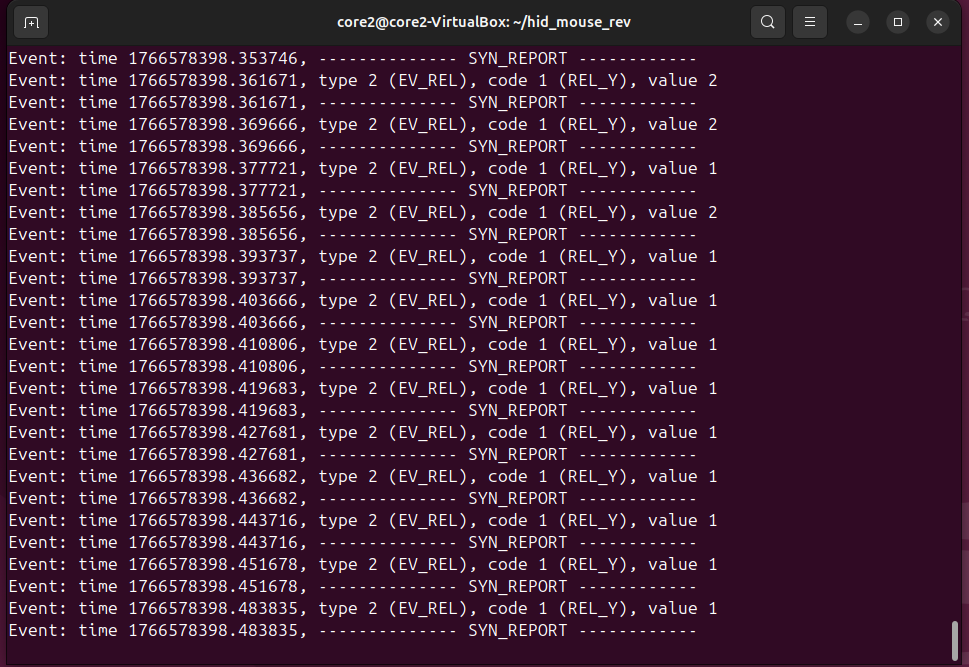 core2@core2-VirtualBox: ~/hid_mouse_rev
Event: time 1766578398.353746, -------------- SYN_REPORT ------------
Event: time 1766578398.361671, type 2 (EV_REL), code 1 (REL_Y), value 2
Event: time 1766578398.361671, -------------- SYN_REPORT ------------
Event: time 1766578398.369666, type 2 (EV_REL), code 1 (REL_Y), value 2
Event: time 1766578398.369666, -------------- SYN_REPORT ------------
Event: time 1766578398.377721, type 2 (EV_REL), code 1 (REL_Y), value 1
Event: time 1766578398.377721, -------------- SYN_REPORT ------------
Event: time 1766578398.385656, type 2 (EV_REL), code 1 (REL_Y), value 2
Event: time 1766578398.385656, -------------- SYN_REPORT ------------
Event: time 1766578398.393737, type 2 (EV_REL), code 1 (REL_Y), value 1
Event: time 1766578398.393737, -------------- SYN_REPORT ------------
Event: time 1766578398.403666, type 2 (EV_REL), code 1 (REL_Y), value 1
Event: time 1766578398.403666, -------------- SYN_REPORT ------------
Event: time 1766578398.410806, type 2 (EV_REL), code 1 (REL_Y), value 1
Event: time 1766578398.410806, -------------- SYN_REPORT ------------
Event: time 1766578398.419683, type 2 (EV_REL), code 1 (REL_Y), value 1
Event: time 1766578398.419683, -------------- SYN_REPORT ------------
Event: time 1766578398.427681, type 2 (EV_REL), code 1 (REL_Y), value 1
Event: time 1766578398.427681, -------------- SYN_REPORT ------------
Event: time 1766578398.436682, type 2 (EV_REL), code 1 (REL_Y), value 1
Event: time 1766578398.436682, -------------- SYN_REPORT ------------
Event: time 1766578398.443716, type 2 (EV_REL), code 1 (REL_Y), value 1
Event: time 1766578398.443716, -------------- SYN_REPORT ------------
Event: time 1766578398.451678, type 2 (EV_REL), code 1 (REL_Y), value 1
Event: time 1766578398.451678, -------------- SYN_REPORT ------------
Event: time 1766578398.483835, type 2 (EV_REL), code 1 (REL_Y), value 1
Event: time 1766578398.483835, -------------- SYN_REPORT ------------